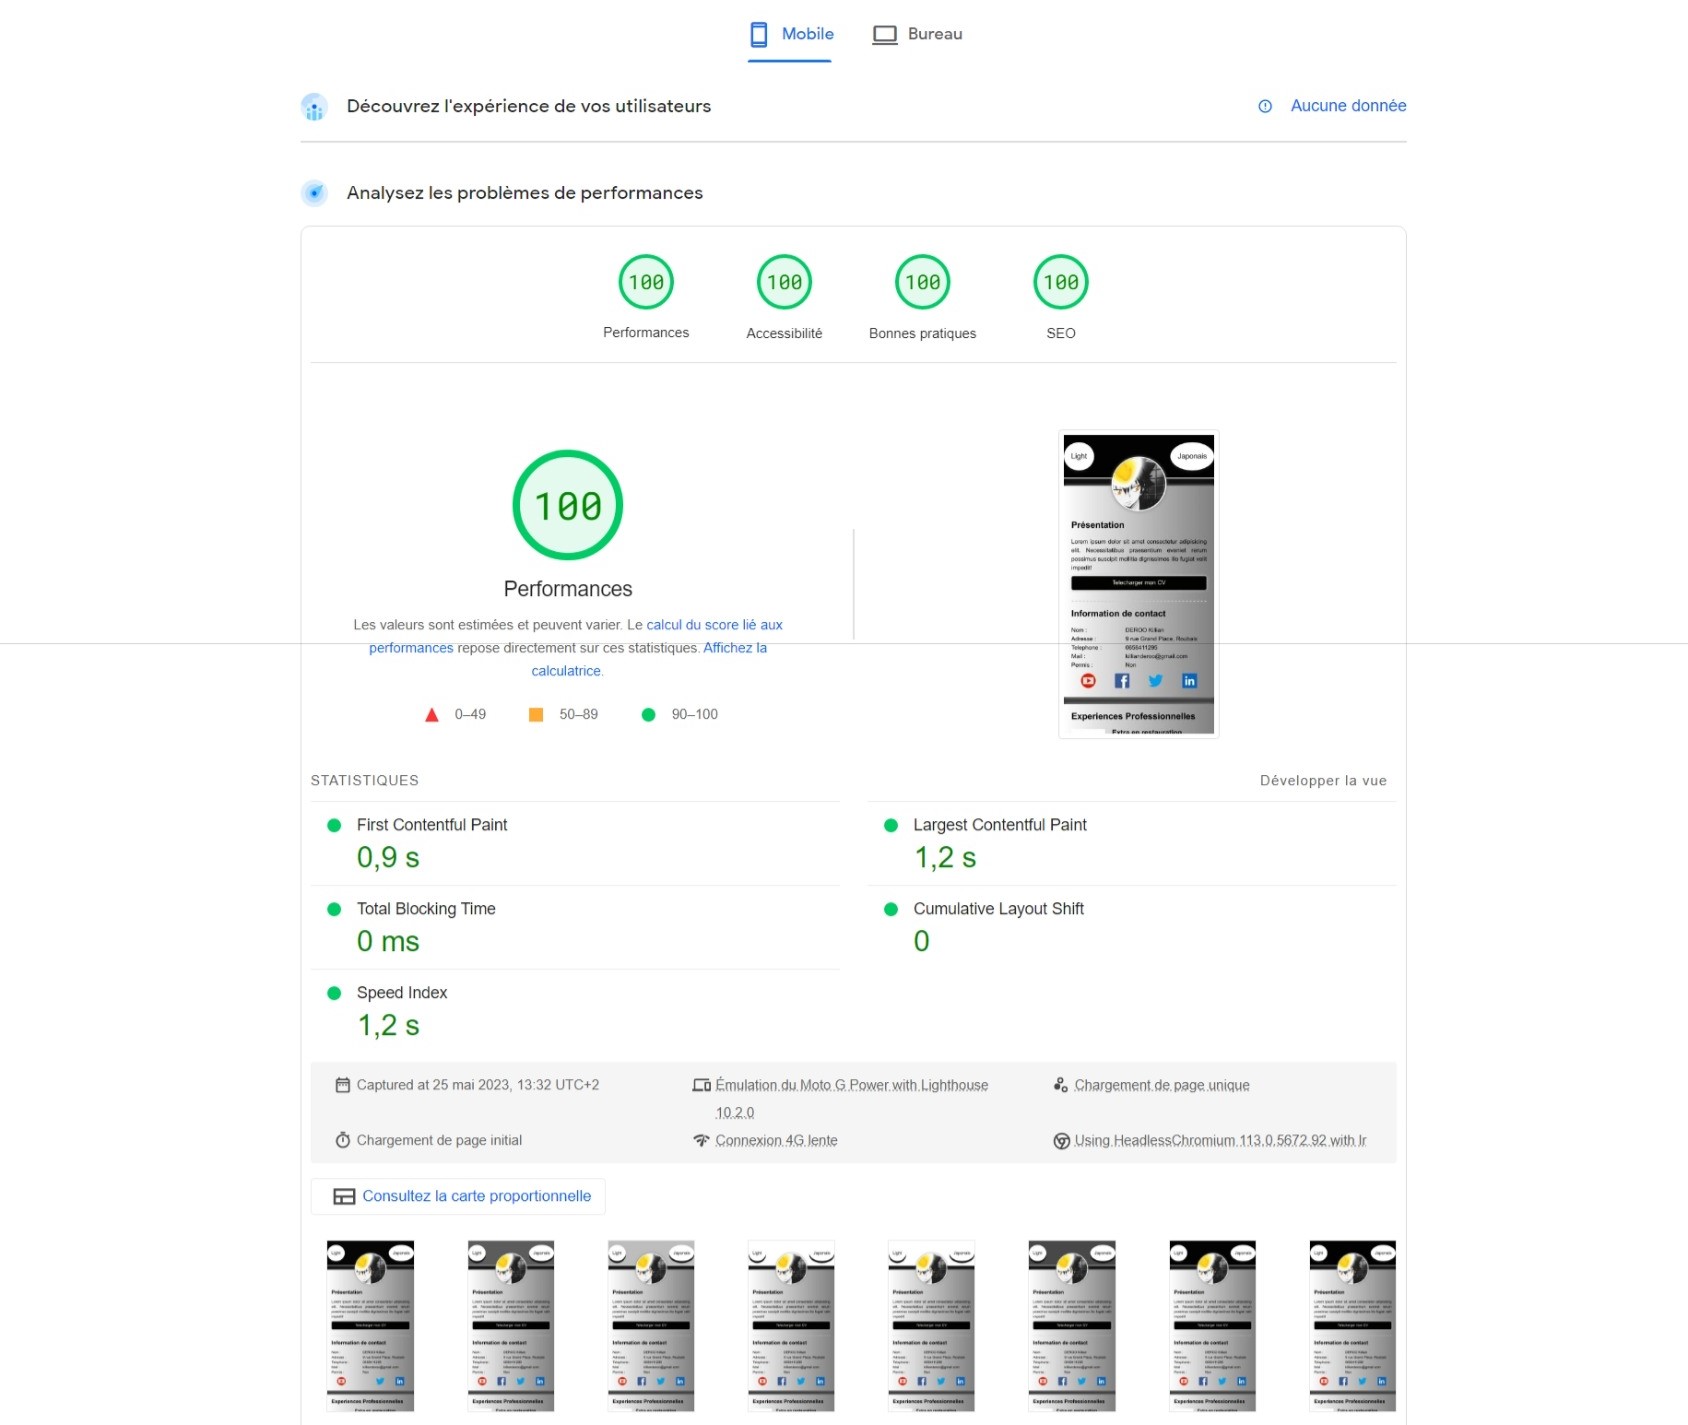 Mobile
Bureau
Découvrez l'expérience de vos utilisateurs
Aucune donnée
Analysez les problèmes de performances
100
100
100
100
Performances
Accessibilité
Bonnes pratiques
SEO
100
Performances
Les valeurs sont estimées et peuvent varier. Le calcul du score lié aux
performances repose directement sur ces statistiques. Affichez la
calculatrice.
0–49
50–89
90–100
Light
Japonais
Présentation
Lorem ipsum dolor sit amet consectetur adipisicing
elit. Necessitatibus praesentium eveniet rerum
possimus suscipit mollitia dignissimos illo fugiat velit
impedit!
Telecharger mon CV
Information de contact
Nom :
DEROO Killian
Adresse :
9 rue Grand Place, Roubaix
Telephone :
Mail :
Permis :
Non
Experiences Professionnelles
Extra en restauration
STATISTIQUES
Développer la vue
First Contentful Paint
0,9 s
Largest Contentful Paint
1,2 s
Total Blocking Time
0 ms
Cumulative Layout Shift
0
Speed Index
1,2 s
Captured at 25 mai 2023, 13:32 UTC+2
Émulation du Moto G Power with Lighthouse
10.2.0
Chargement de page unique
Chargement de page initial
Connexion 4G lente
Using HeadlessChromium 113.0.5672.92 with lr
Consultez la carte proportionnelle